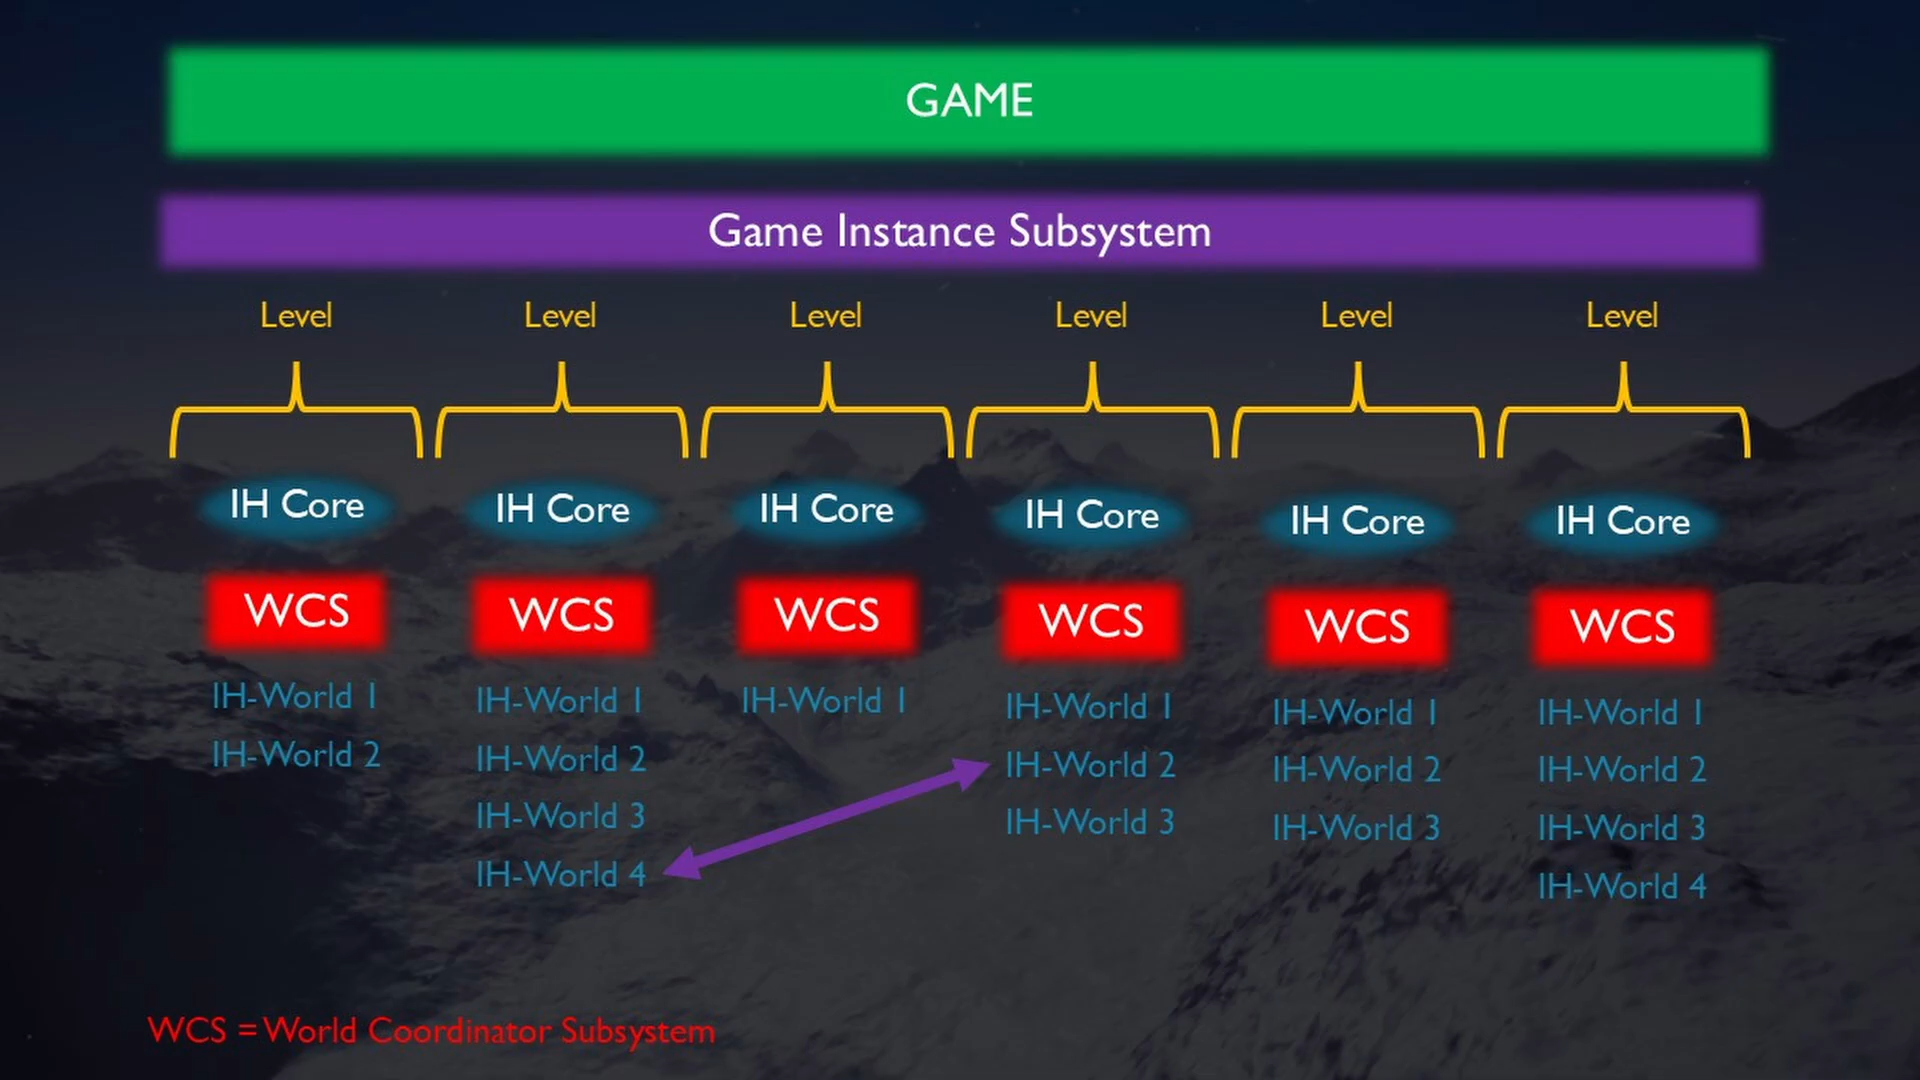 GAME
Game Instance Subsystem
Level Level Level Level Level Level
IH Core IH Core IH Core IH Core IH Core IH Core
WCS WCS WCS WCS WCS WCS
IH-World 1 IH-World 1 IH-World 1 IH-World 1 IH-World 1 IH-World 1
IH-World 2 IH-World 2 IH-World 2 IH-World 2 IH-World 2
IH-World 3 IH-World 3 IH-World 3 IH-World 3
IH-World 4 IH-World 4
WCS = World Coordinator Subsystem